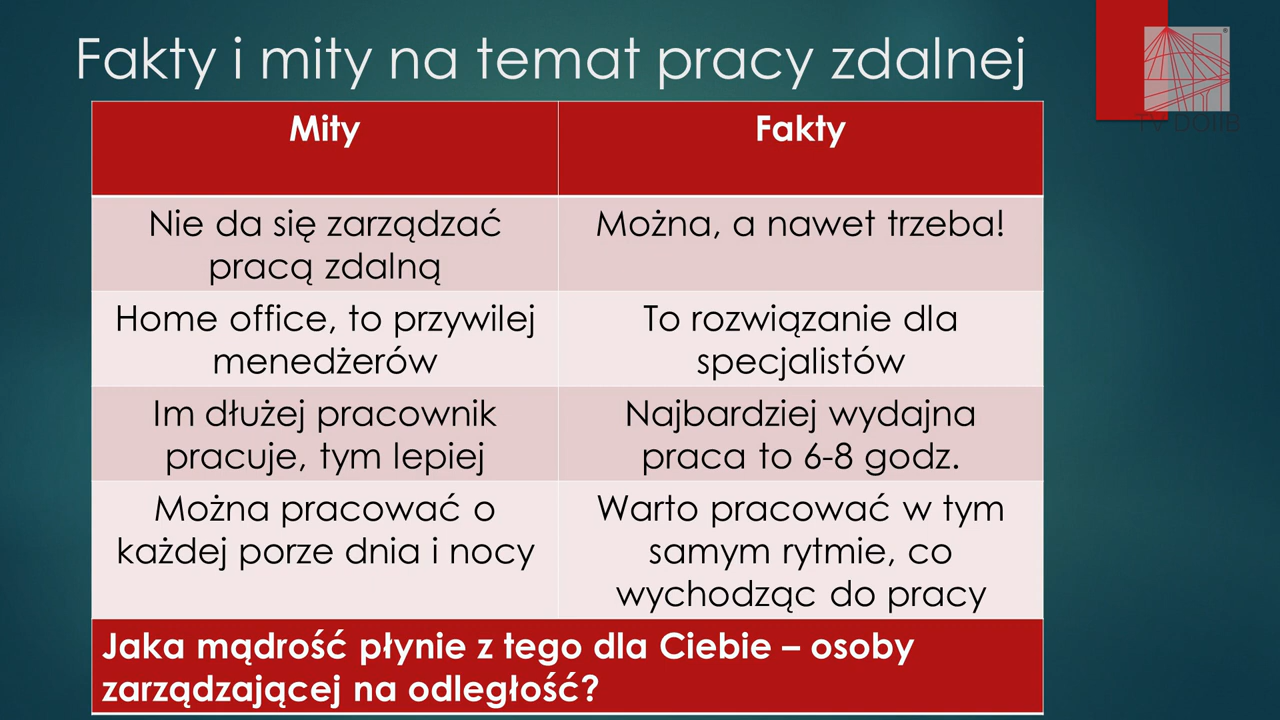 Fakty i mity na temat pracy zdalnej
TV DOIIB
Mity
Fakty
Nie da się zarządzać
pracą zdalną
Można, a nawet trzeba!
Home office, to przywilej
menedżerów
To rozwiązanie dla
specjalistów
Im dłużej pracownik
pracuje, tym lepiej
Najbardziej wydajna
praca to 6-8 godz.
Można pracować o
każdej porze dnia i nocy
Warto pracować w tym
samym rytmie, co
wychodząc do pracy
Jaka mądrość płynie z tego dla Ciebie – osoby
zarządzającej na odległość?